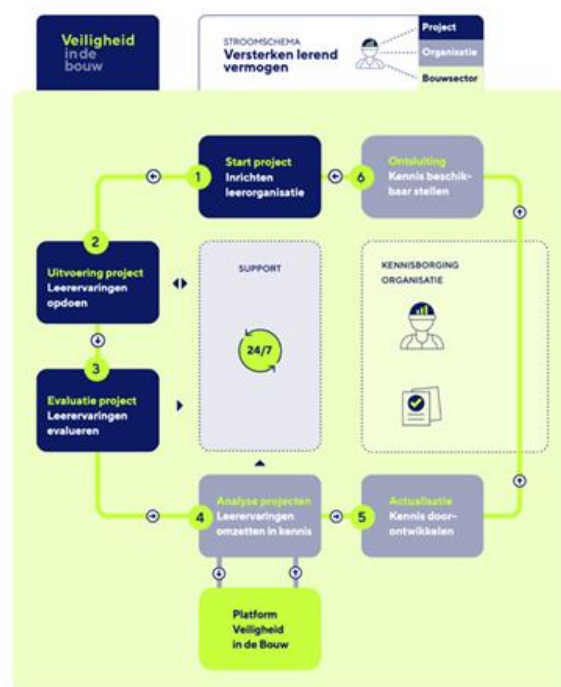 Veiligheid
in de
bouw
STROOMSCHEMA
Versterken lerend
vermogen
Project
Organisatie
Bouwsector
1
Start project
Inrichten
leerorganisatie
6
Ontsluiting
Kennis beschik-
baar stellen
2
Uitvoering project
Leerervaringen
opdoen
SUPPORT
24/7
KENNISBORGING
ORGANISATIE
3
Evaluatie project
Leerervaringen
evalueren
4
Analyse projecten
Leerervaringen
omzetten in kennis
5
Actualisatie
Kennis door-
ontwikkelen
Platform
Veiligheid
in de Bouw